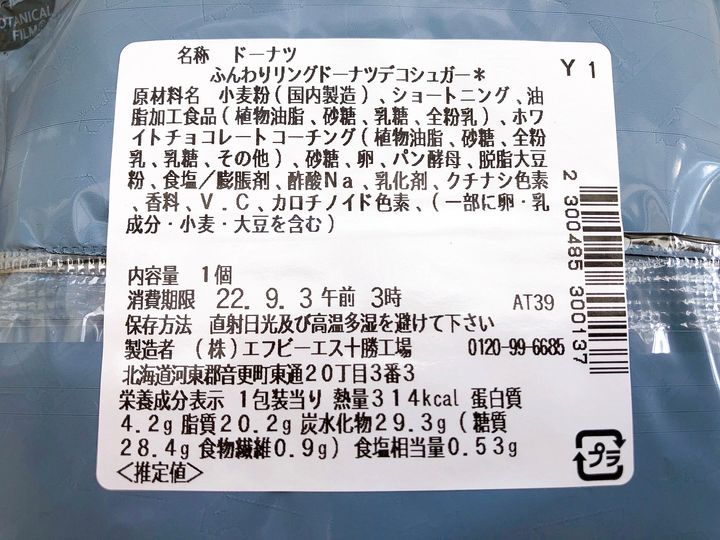 OTANICAL
FILM
名称 ドーナツ
Y 1
ふんわりリングドーナツデコシュガー*
原材料名 小麦粉(国内製造)、ショートニング、油
脂加工食品(植物油脂、砂糖、乳糖、全粉乳)、ホワ
イトチョコレートコーチング(植物油脂、砂糖、全粉
乳、乳糖、その他)、砂糖、卵、パン酵母、脱脂大豆
粉、食塩/膨脹剤、酢酸Na、乳化剤、クチナシ色素
、香料、V.C、カロチノイド色素、(一部に卵・乳
成分・小麦・大豆を含む)
2 300485 300137
内容量 1個
消費期限 22.9.3午前 3時
AT39
保存方法 直射日光及び高温多湿を避けて下さい
製造者 (株)エフビーエス十勝工場 0120-99-6685
北海道河東郡音更町東通20丁目3番3
栄養成分表示 1包装当り 熱量314kcal 蛋白質
4.2g 脂質20.2g 炭水化物29.3g(糖質
28.4g 食物繊維0.9g) 食塩相当量0.53g
<推定値>
プラ